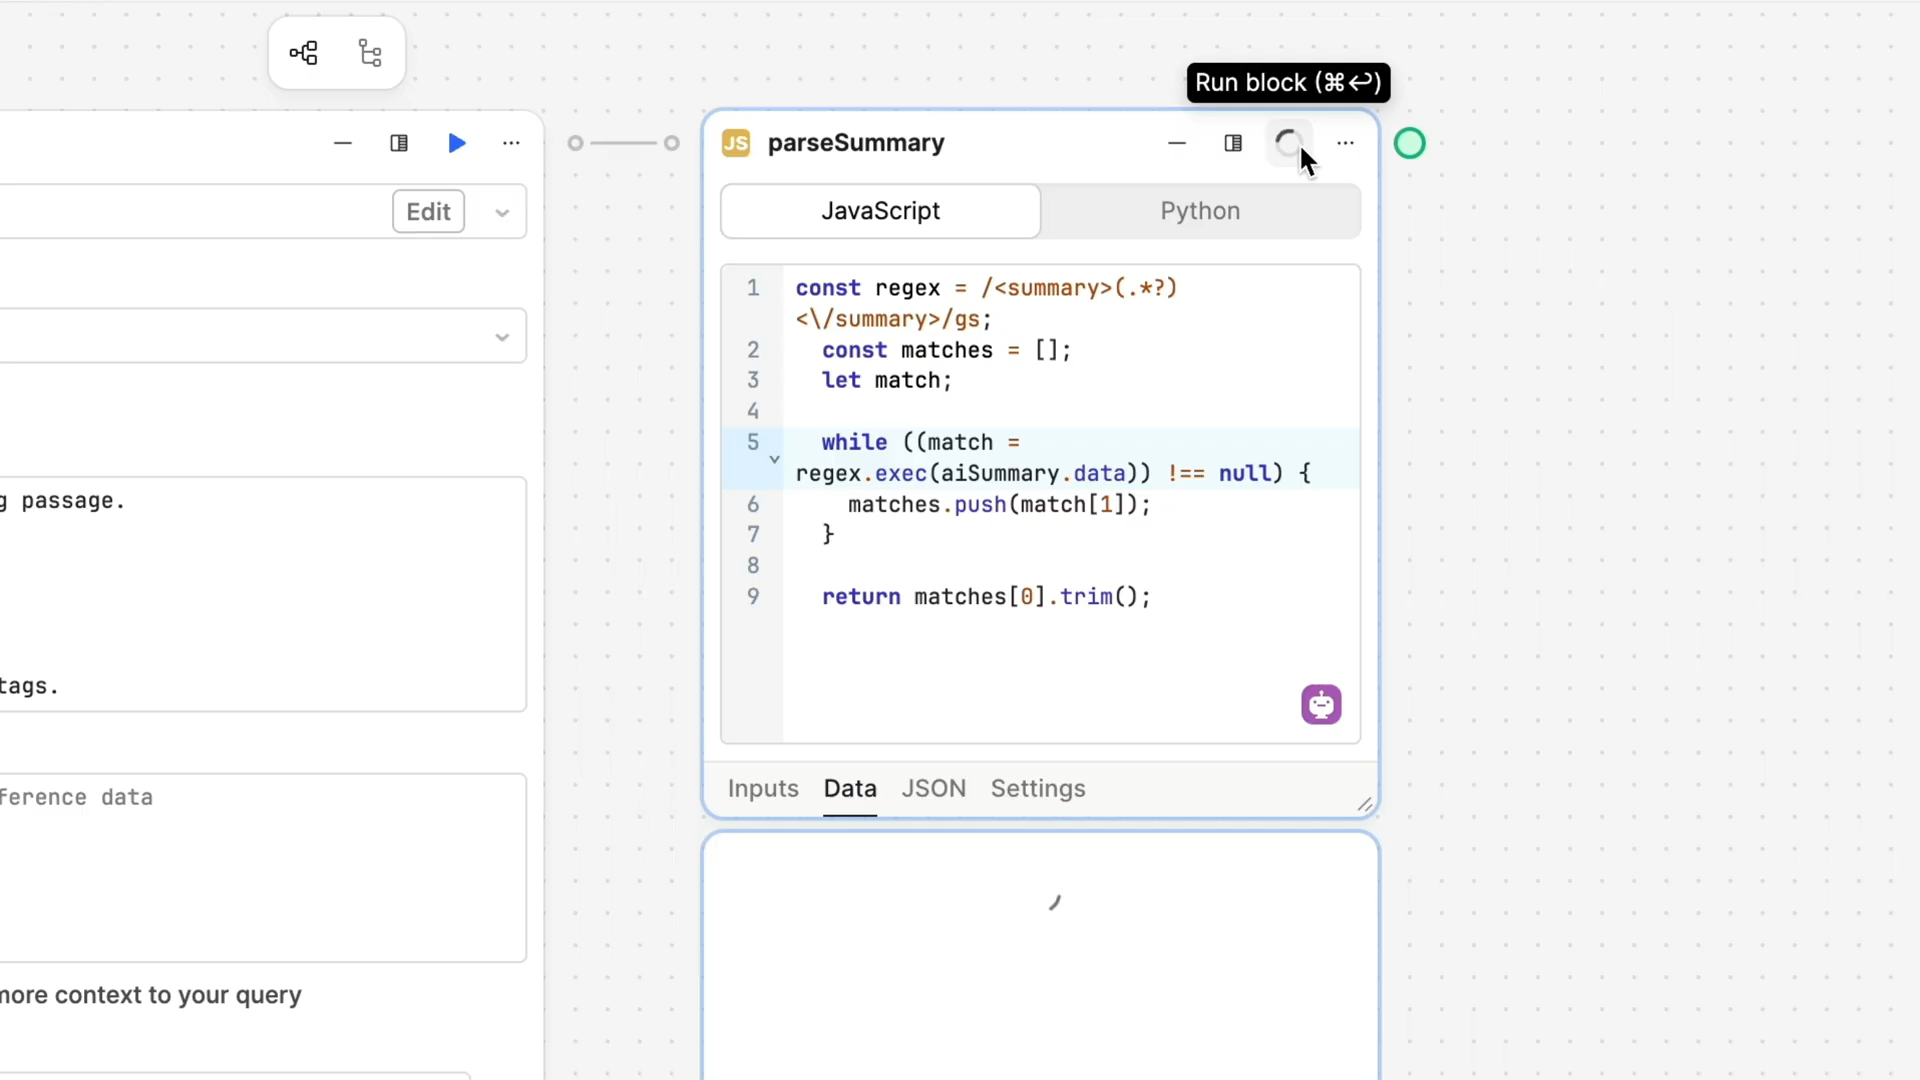 Run block (⌘↩)
JS parseSummary
Edit
JavaScript
Python
1 const regex = /<summary>(.*?)
<\/summary>/gs;
2 const matches = [];
3 let match;
4
5 while ((match =
regex.exec(aiSummary.data)) !== null) {
6 matches.push(match[1]);
7 }
8
9 return matches[0].trim();
Inputs Data JSON Settings
g passage.
tags.
ference data
more context to your query